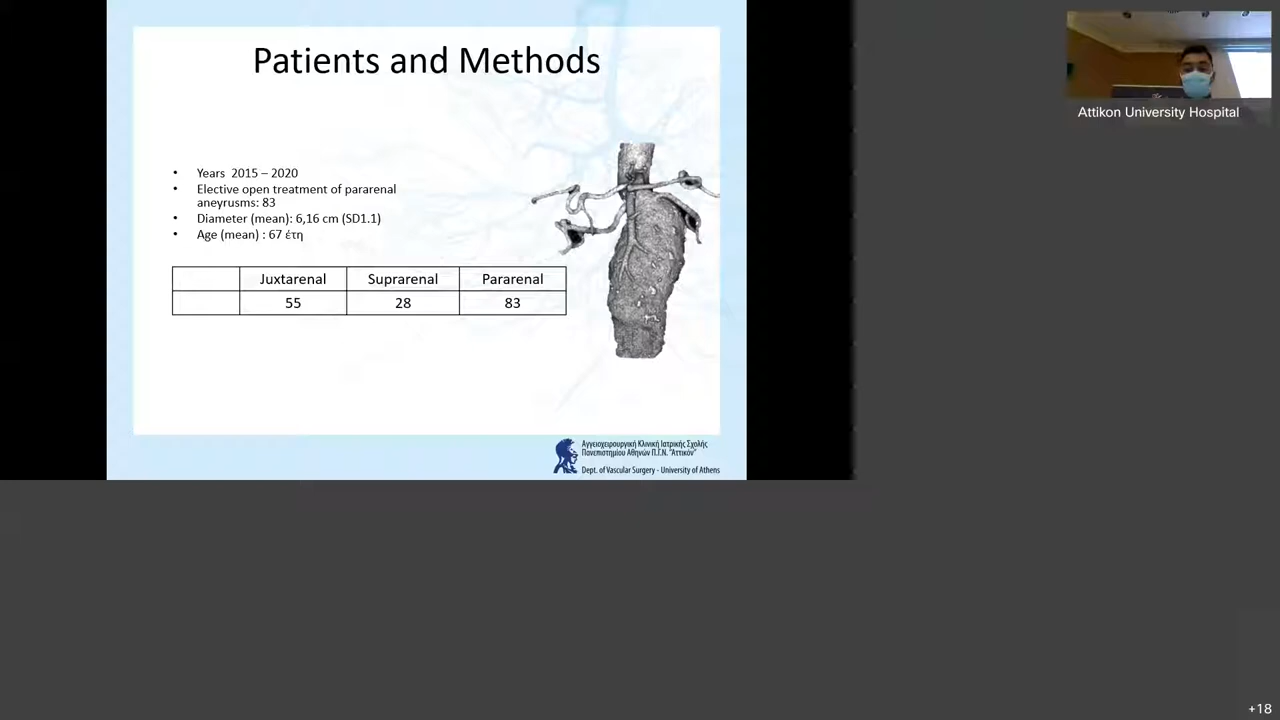 Patients and Methods
• Years 2015 – 2020
• Elective open treatment of pararenal
aneyrusms: 83
• Diameter (mean): 6,16 cm (SD1.1)
• Age (mean) : 67 έτη
Juxtarenal Suprarenal Pararenal
55 28 83
Αγγειοχειρουργική Κλινική Ιατρικής Σχολής
Πανεπιστημίου Αθηνών Π.Γ.Ν. "Αττικόν"
Dept. of Vascular Surgery - University of Athens
Attikon University Hospital
+18